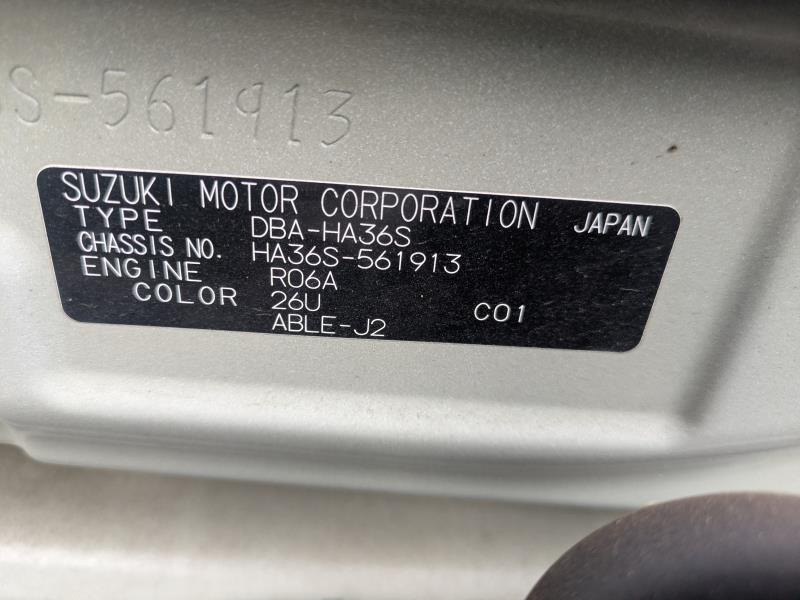 S-561913
SUZUKI MOTOR CORPORATION JAPAN
TYPE DBA-HA36S
CHASSIS NO. HA36S-561913
ENGINE R06A
COLOR 26U C01
ABLE-J2